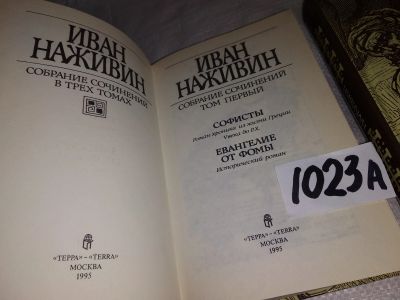 ИВАН
НАЖИВИН
СОБРАНИЕ СОЧИНЕНИЙ
В ТРЕХ ТОМАХ
«ТЕРРА»–«TERRA»
МОСКВА
1995
ИВАН
НАЖИВИН
СОБРАНИЕ СОЧИНЕНИЙ
ТОМ ПЕРВЫЙ
СОФИСТЫ
Роман-хроника из жизни Греции
V века до Р.Х.
ЕВАНГЕЛИЕ
ОТ ФОМЫ
Исторический роман
«ТЕРРА»–«TERRA»
МОСКВА
1995
1023А